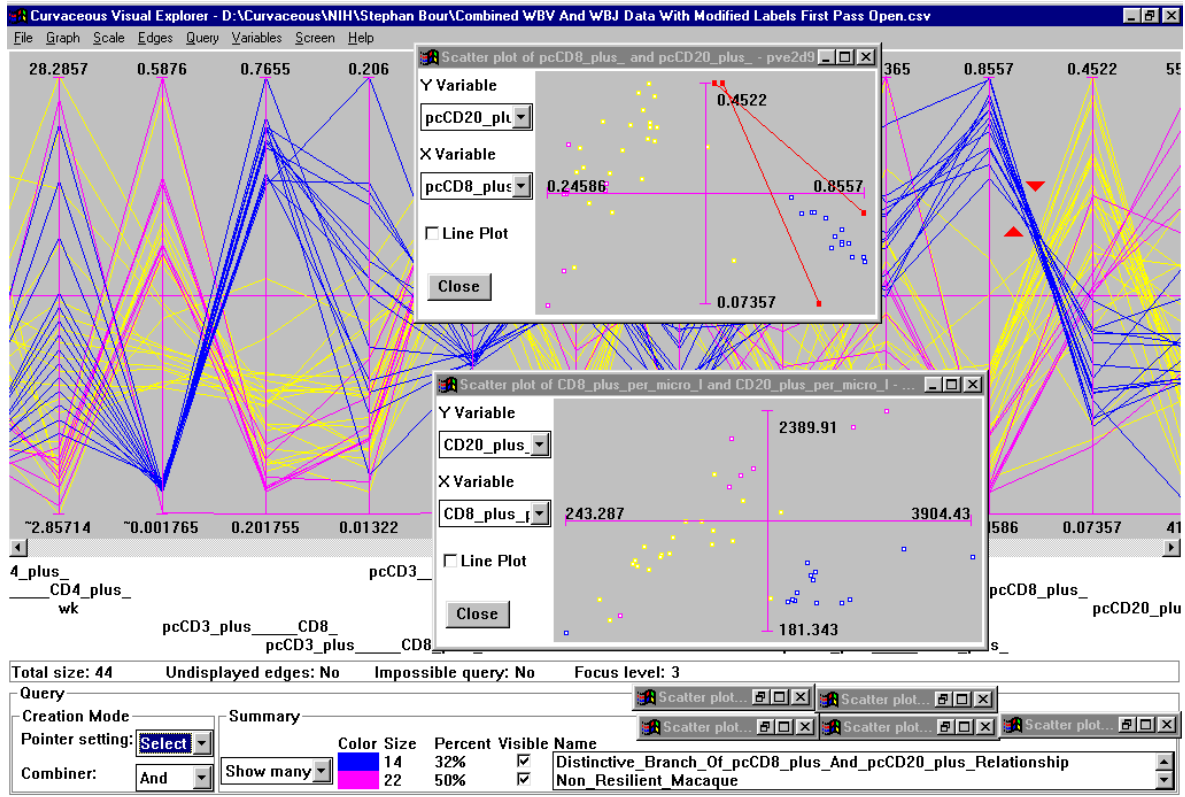 Curvaceous Visual Explorer - D:\Curvaceous\NIH\Stephan Bour\Combined WBV And WBJ Data With Modified Labels First Pass Open.csv
File Graph Scale Edges Query Variables Screen Help
28.2857 0.5876 0.7655 0.206 365 0.8557 0.4522 55
Scatter plot of pcCD8_plus_ and pcCD20_plus_ - pve2d9
Y Variable
pcCD20_plu
X Variable
pcCD8_plus
Line Plot
Close
0.4522
0.24586 0.8557
0.07357
Scatter plot of CD8_plus_per_micro_l and CD20_plus_per_micro_l - ...
Y Variable
CD20_plus_
X Variable
CD8_plus_p
Line Plot
Close
2389.91
243.287 3904.43
181.343
~2.85714 ~0.001765 0.201755 0.01322 4586 0.07357 41
4_plus_ pcCD3_
_____CD4_plus_ pcCD8_plus_
wk pcCD20_plu
pcCD3_plus_____CD8_
pcCD3_plus_____CD8_ s_
Total size: 44 Undisplayed edges: No Impossible query: No Focus level: 3
Query
Scatter plot... Scatter plot...
Scatter plot... Scatter plot... Scatter plot...
Creation Mode Summary
Pointer setting: Select Color Size Percent Visible Name
14 32% Distinctive_Branch_Of_pcCD8_plus_And_pcCD20_plus_Relationship
Combiner: And Show many 22 50% Non_Resilient_Macaque